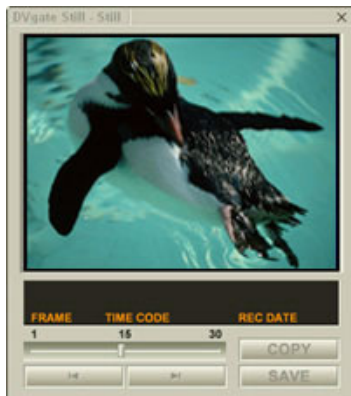 DVgate Still - Still
FRAME TIME CODE REC DATE
1 15 30
COPY
SAVE